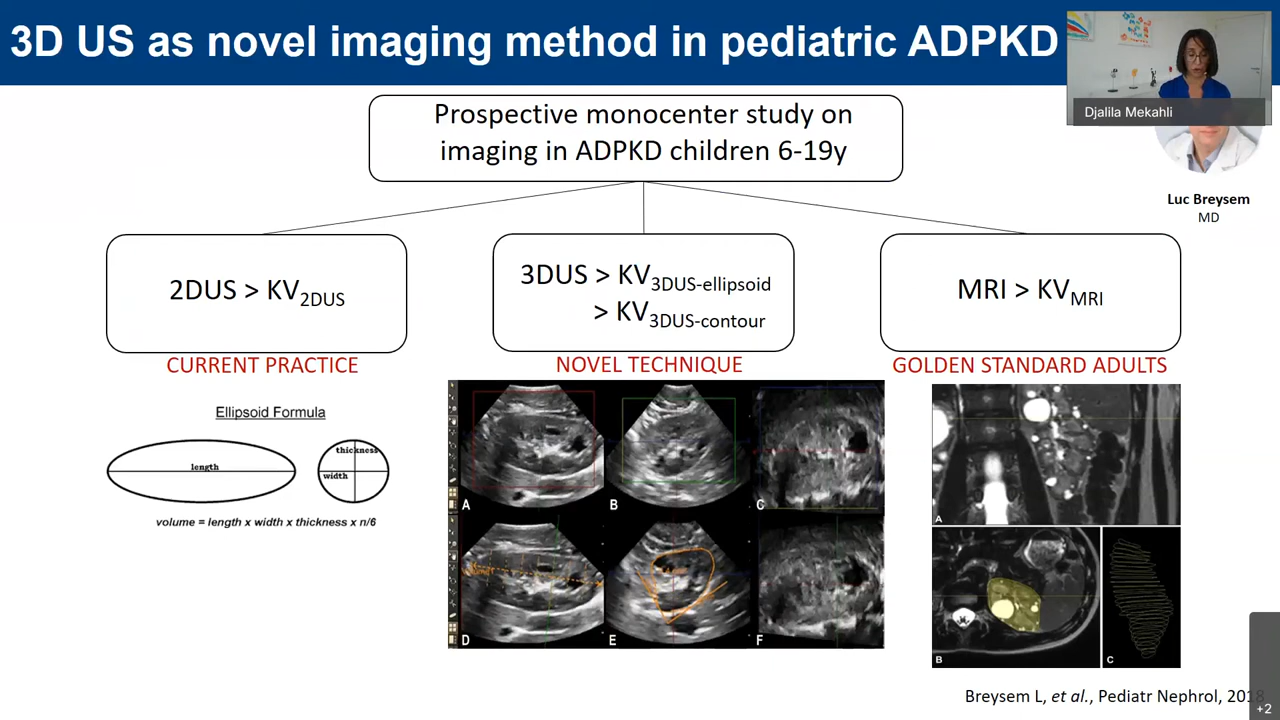 3D US as novel imaging method in pediatric ADPKD
Djalila Mekahli
Prospective monocenter study on
imaging in ADPKD children 6-19y
Luc Breysem
MD
2DUS > KV2DUS
3DUS > KV3DUS-ellipsoid
> KV3DUS-contour
MRI > KVMRI
CURRENT PRACTICE
NOVEL TECHNIQUE
GOLDEN STANDARD ADULTS
Ellipsoid Formula
length
thickness
width
volume = length x width x thickness x π/6
A
B
C
D
E
F
A
B
C
Breysem L, et al., Pediatr Nephrol, 2018
+2